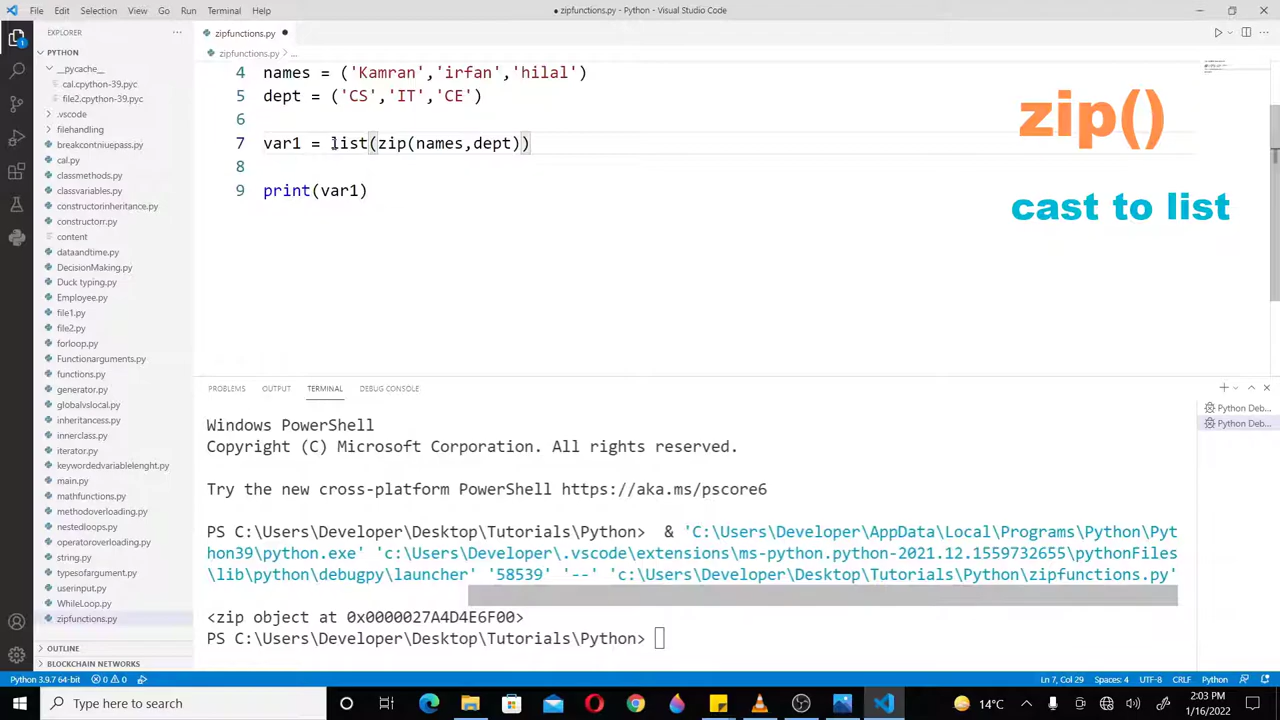 File Edit Selection View Go Run Terminal Help
● zipfunctions.py - Python - Visual Studio Code
EXPLORER
PYTHON
__pycache__
cal.cpython-39.pyc
file2.cpython-39.pyc
.vscode
filehandling
breakcontniuepass.py
cal.py
classmethods.py
classvariables.py
constructorinheritance.py
constructorr.py
content
dataandtime.py
DecisionMaking.py
Duck typing.py
Employee.py
file1.py
file2.py
forloop.py
Functionarguments.py
functions.py
generator.py
globalvslocal.py
inheritancess.py
innerclass.py
iterator.py
keywordedvariablelenght.py
main.py
mathfunctions.py
methodoverloading.py
nestedloops.py
operatoroverloading.py
string.py
typesofargument.py
userinput.py
WhileLoop.py
zipfunctions.py
OUTLINE
BLOCKCHAIN NETWORKS
zipfunctions.py ●
zipfunctions.py > ...
4 names = ('Kamran','irfan','hilal')
5 dept = ('CS','IT','CE')
6
7 var1 = list(zip(names,dept))
8
9 print(var1)
zip()
cast to list
PROBLEMS OUTPUT TERMINAL DEBUG CONSOLE
Python Deb...
Python Deb...
Windows PowerShell
Copyright (C) Microsoft Corporation. All rights reserved.
Try the new cross-platform PowerShell https://aka.ms/pscore6
PS C:\Users\Developer\Desktop\Tutorials\Python> & 'C:\Users\Developer\AppData\Local\Programs\Python\Pyt
hon39\python.exe' 'c:\Users\Developer\.vscode\extensions\ms-python.python-2021.12.1559732655\pythonFiles
\lib\python\debugpy\launcher' '58539' '--' 'c:\Users\Developer\Desktop\Tutorials\Python\zipfunctions.py'
<zip object at 0x0000027A4D4E6F00>
PS C:\Users\Developer\Desktop\Tutorials\Python>
Python 3.9.7 64-bit 0 0 Ln 7, Col 29 Spaces: 4 UTF-8 CRLF Python
Type here to search 14°C ENG 2:03 PM
1/16/2022